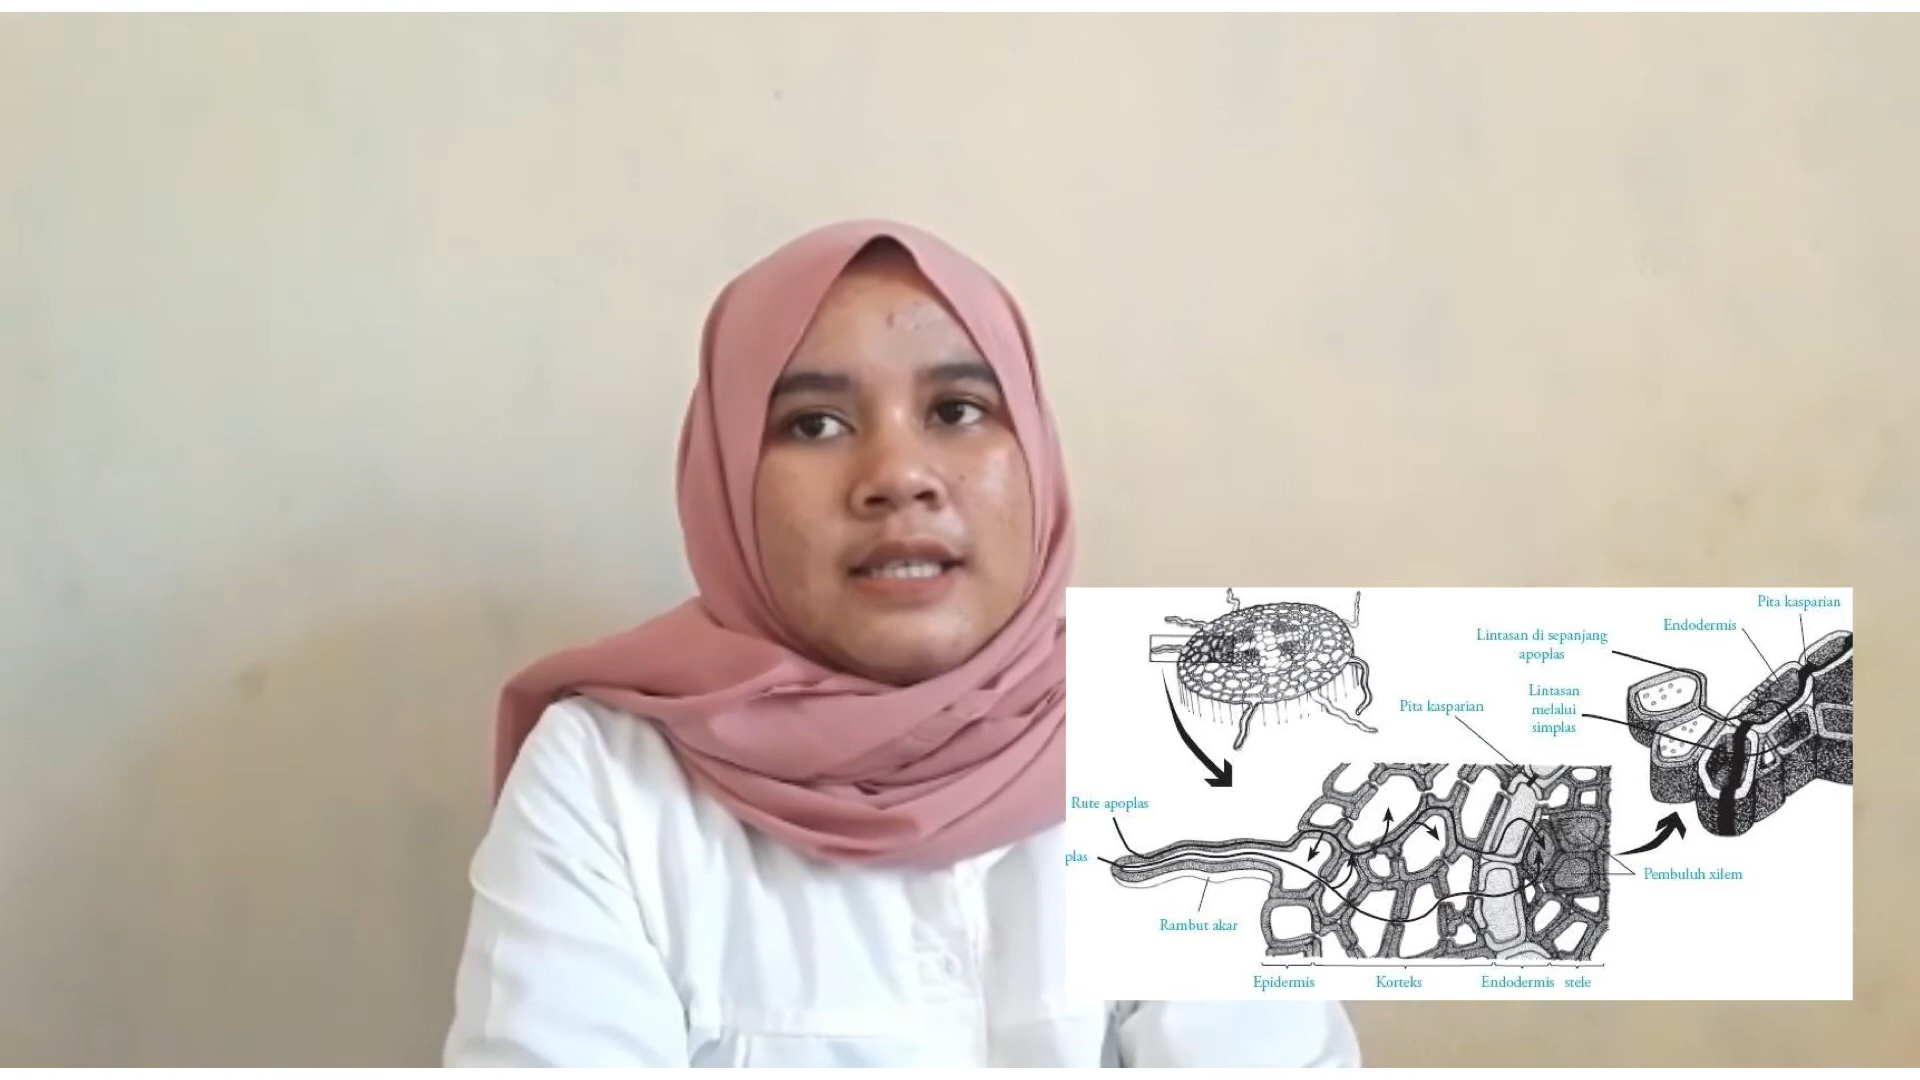 Pita kasparian
Endodermis
Lintasan di sepanjang
apoplas
Lintasan
melalui
simplas
Pita kasparian
Rute apoplas
plas
Pembuluh xilem
Rambut akar
Epidermis
Korteks
Endodermis
stele